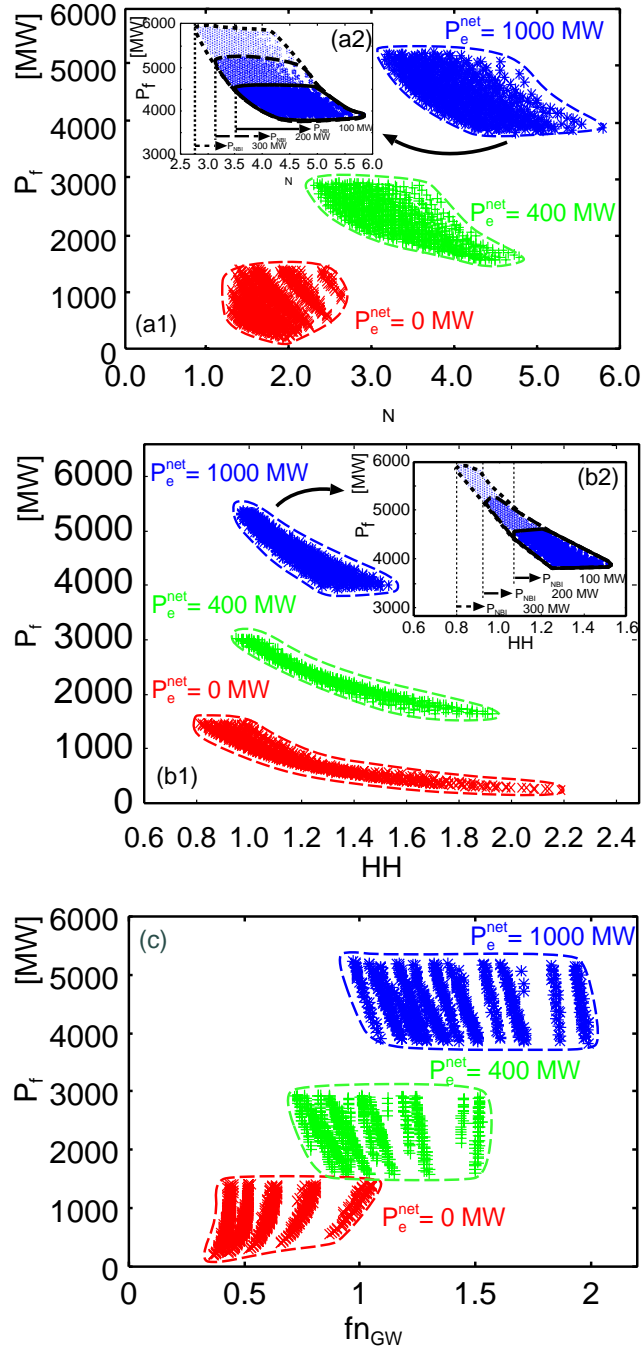 6000
5000
4000
3000
2000
1000
0
P_f [MW]
(a1)
0.0 1.0 2.0 3.0 4.0 5.0 6.0
N
P_e^net = 1000 MW
P_e^net = 400 MW
P_e^net = 0 MW
(a2)
6000
5000
4000
3000
P_f [MW]
P_NBI 100 MW
P_NBI 200 MW
P_NBI 300 MW
2.5 3.0 3.5 4.0 4.5 5.0 5.5 6.0
N
6000
5000
4000
3000
2000
1000
0
P_f [MW]
P_e^net = 1000 MW
P_e^net = 400 MW
P_e^net = 0 MW
(b1)
0.6 0.8 1.0 1.2 1.4 1.6 1.8 2.0 2.2 2.4
HH
(b2)
6000
5000
4000
3000
P_f [MW]
P_NBI 100 MW
P_NBI 200 MW
P_NBI 300 MW
0.6 0.8 1.0 1.2 1.4 1.6
HH
(c)
6000
5000
4000
3000
2000
1000
0
P_f [MW]
P_e^net = 1000 MW
P_e^net = 400 MW
P_e^net = 0 MW
0.5 1 1.5 2
fn_GW